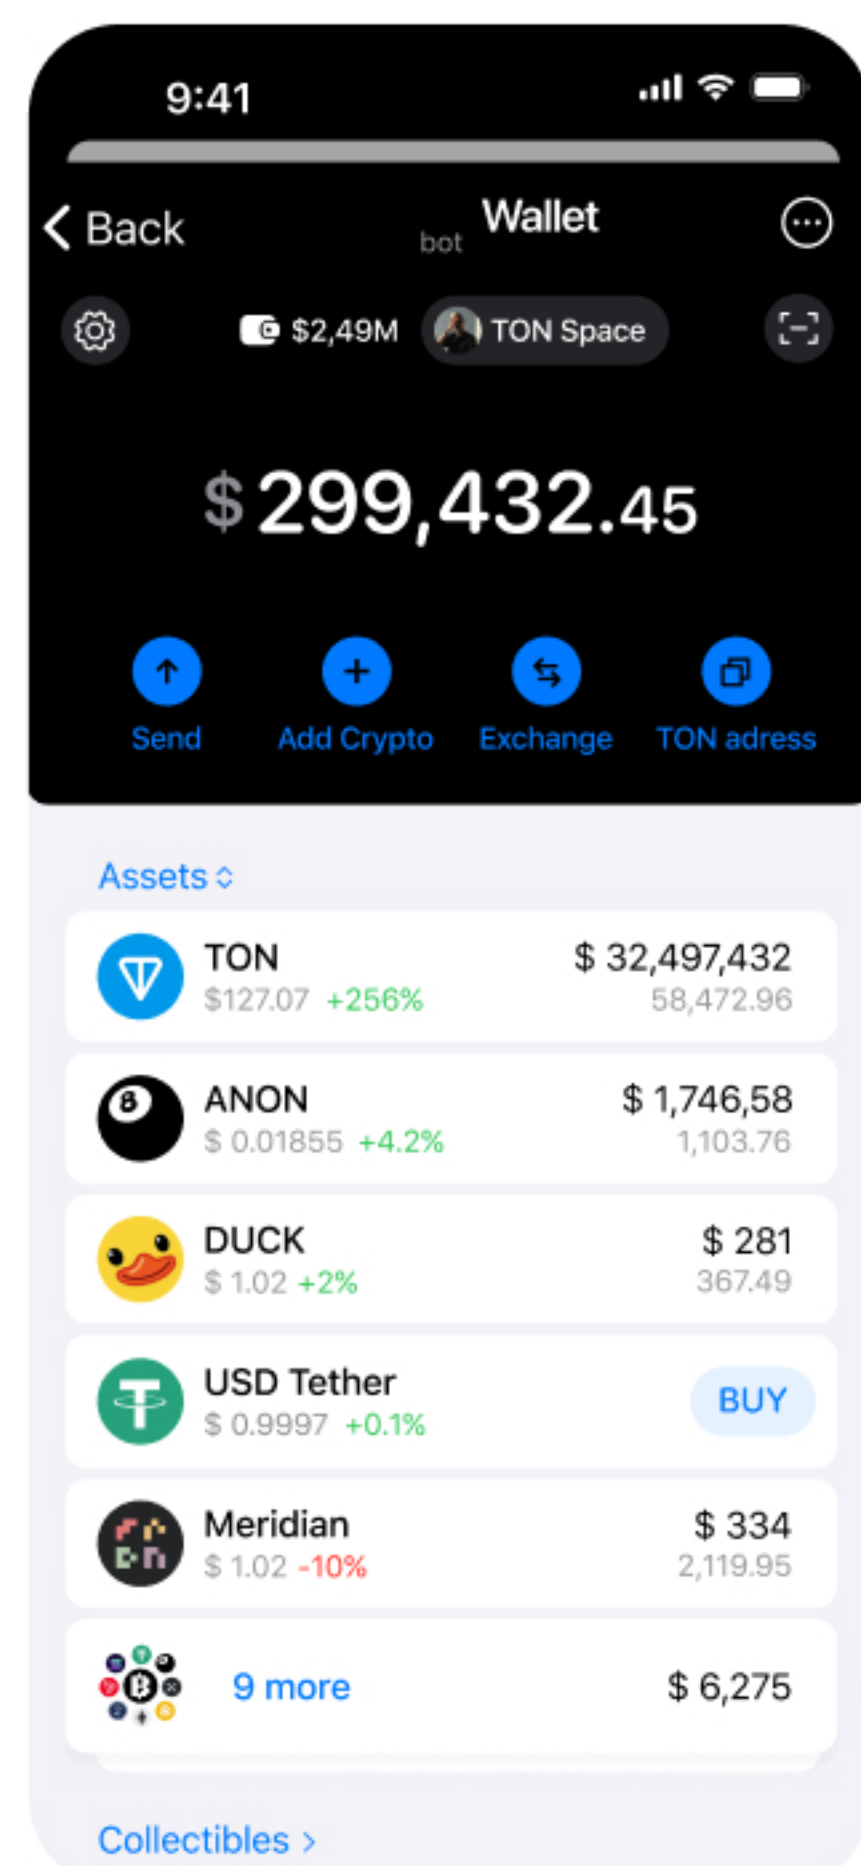 9:41
Back
bot Wallet
$2,49M TON Space
$299,432.45
Send Add Crypto Exchange TON adress
Assets
TON $ 32,497,432
$127.07 +256% 58,472.96
8
ANON $ 1,746,58
$ 0.01855 +4.2% 1,103.76
DUCK $ 281
$ 1.02 +2% 367.49
USD Tether BUY
$ 0.9997 +0.1%
Meridian $ 334
$ 1.02 -10% 2,119.95
9 more $ 6,275
Collectibles >